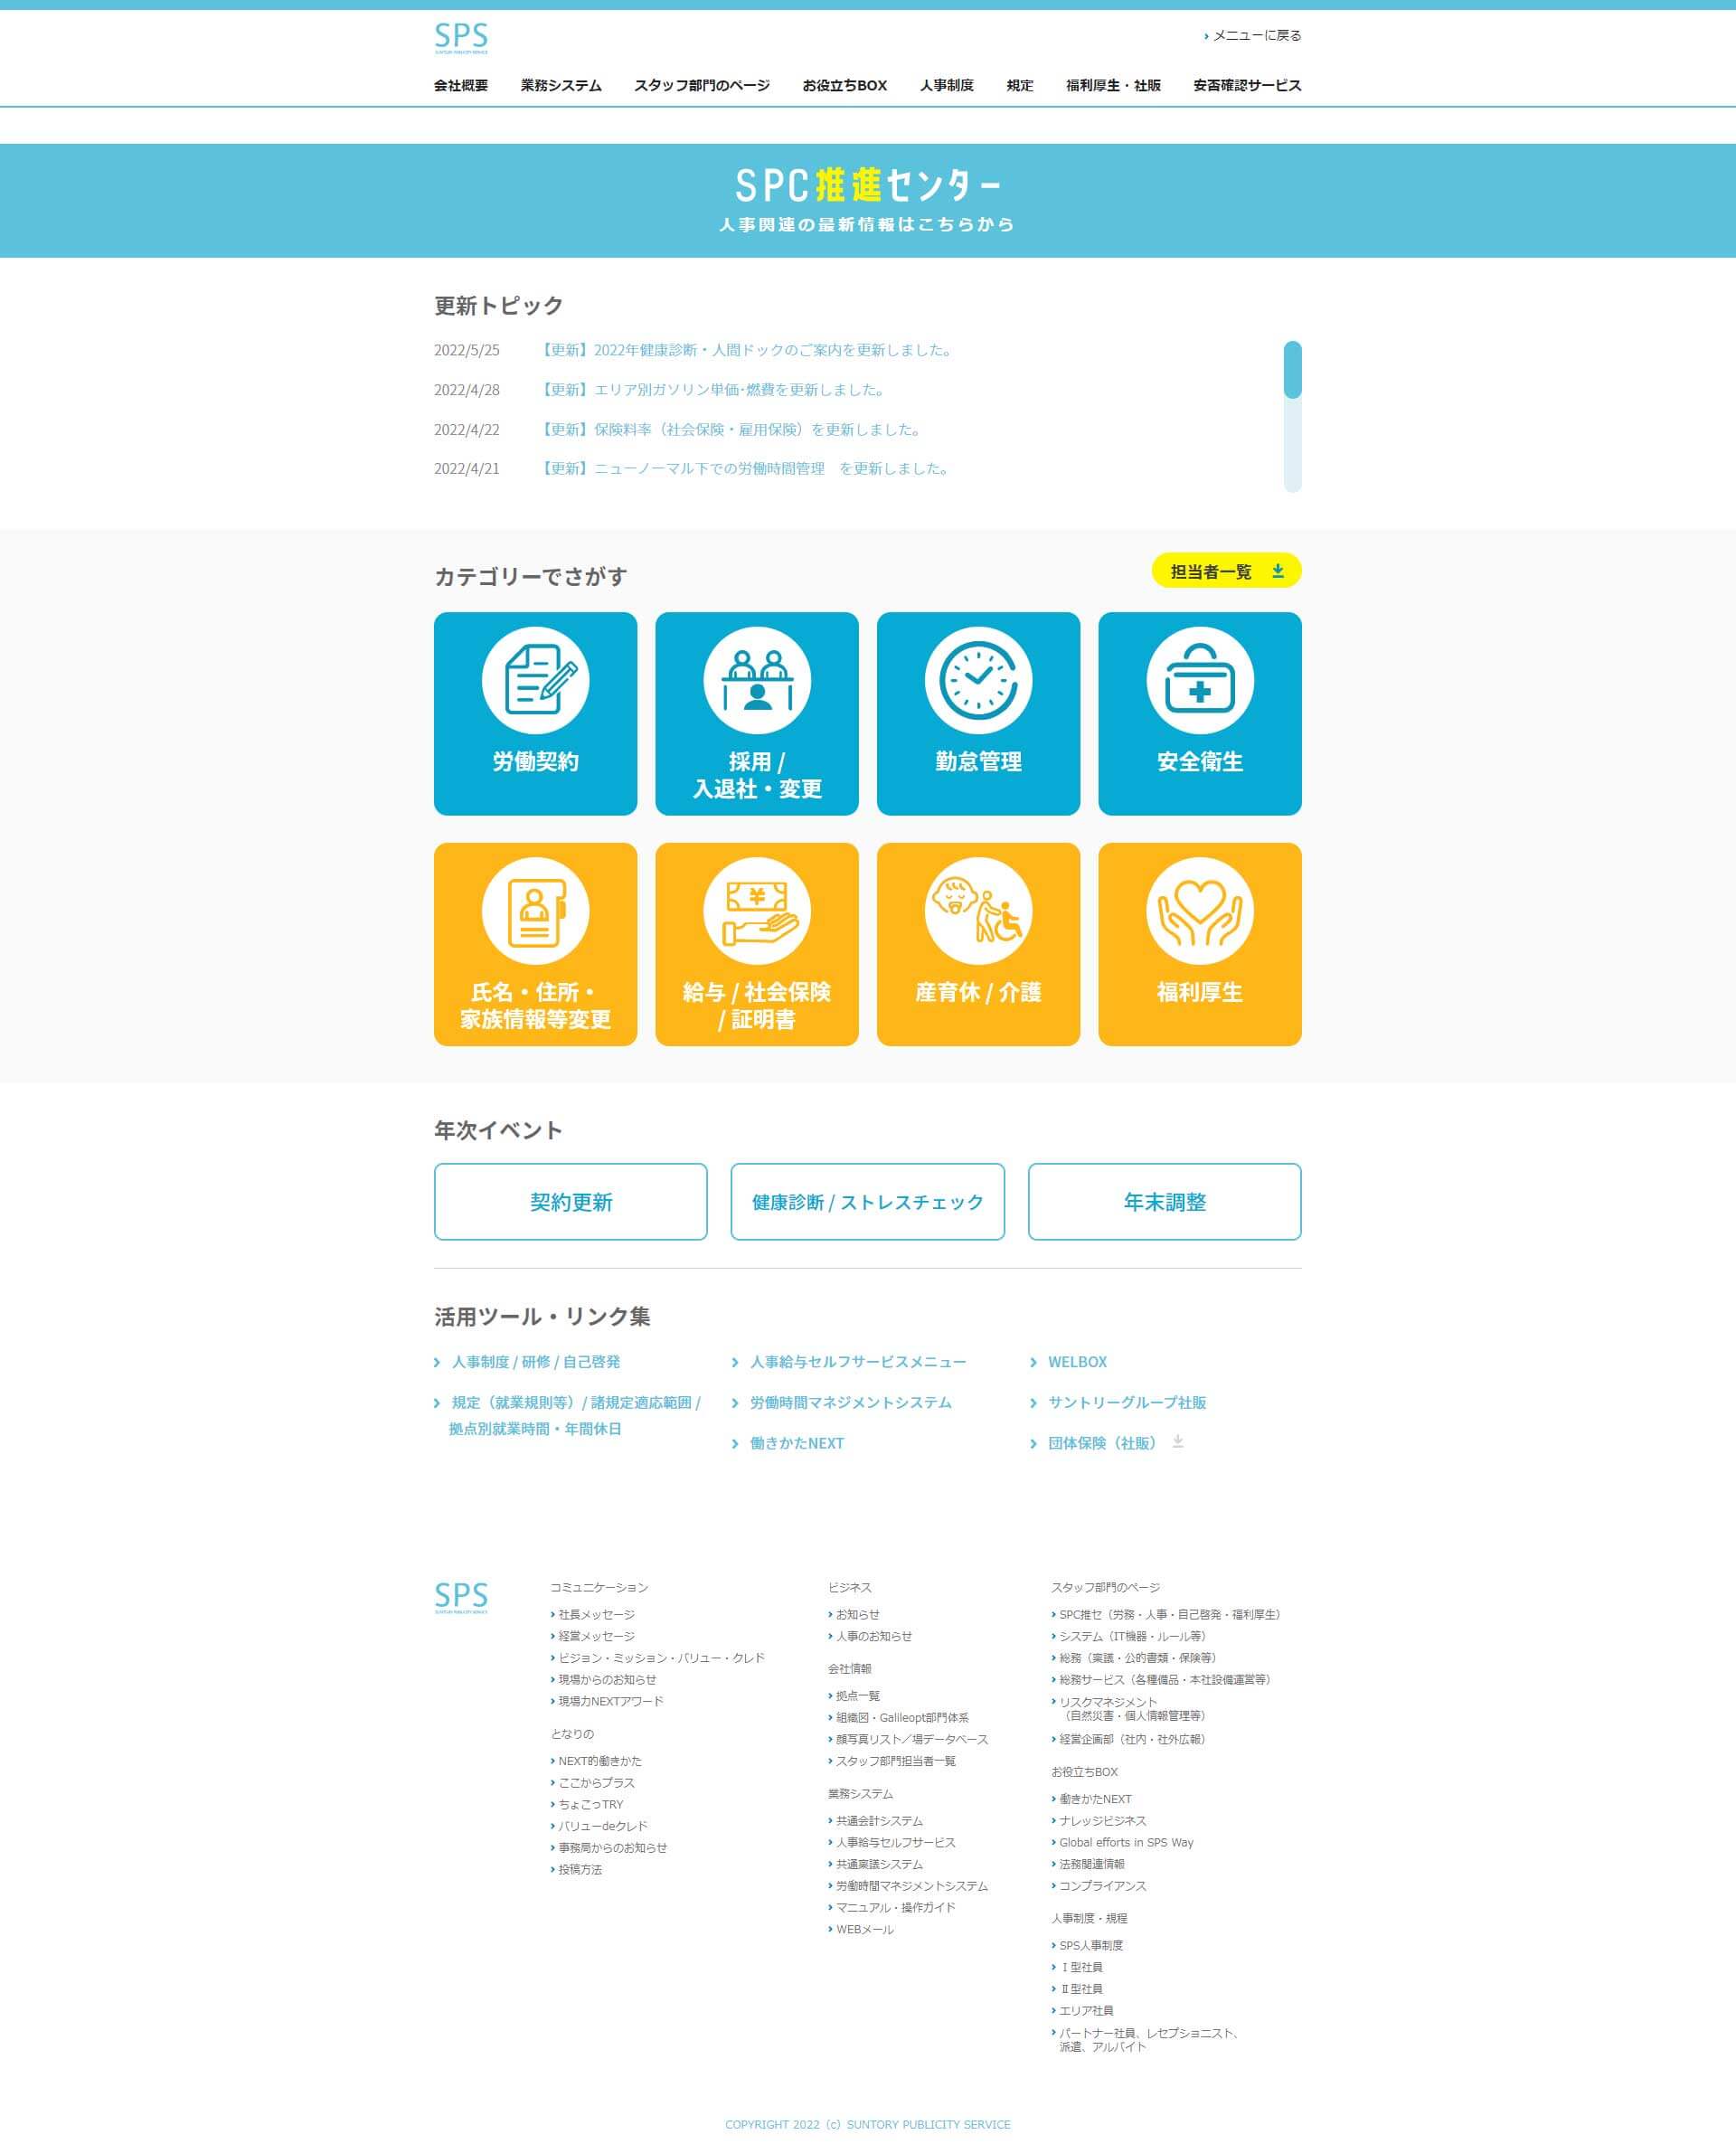 SPS
SUNTORY PUBLICITY SERVICE
メニューに戻る
会社概要 業務システム スタッフ部門のページ お役立ちBOX 人事制度 規定 福利厚生・社販 安否確認サービス
SPC推進センター
人事関連の最新情報はこちらから
更新トピック
2022/5/25 【更新】2022年健康診断・人間ドックのご案内を更新しました。
2022/4/28 【更新】エリア別ガソリン単価･燃費を更新しました。
2022/4/22 【更新】保険料率（社会保険・雇用保険）を更新しました。
2022/4/21 【更新】ニューノーマル下での労働時間管理　を更新しました。
カテゴリーでさがす
担当者一覧
労働契約
採用 /
入退社・変更
勤怠管理
安全衛生
氏名・住所・
家族情報等変更
給与 / 社会保険
/ 証明書
産育休 / 介護
福利厚生
年次イベント
契約更新
健康診断 / ストレスチェック
年末調整
活用ツール・リンク集
人事制度 / 研修 / 自己啓発
規定（就業規則等）/ 諸規定適応範囲 /
拠点別就業時間・年間休日
人事給与セルフサービスメニュー
労働時間マネジメントシステム
働きかたNEXT
WELBOX
サントリーグループ社販
団体保険（社販）
SPS
SUNTORY PUBLICITY SERVICE
コミュニケーション
社長メッセージ
経営メッセージ
ビジョン・ミッション・バリュー・クレド
現場からのお知らせ
現場力NEXTアワード
となりの
NEXT的働きかた
ここからプラス
ちょこっTRY
バリューdeクレド
事務局からのお知らせ
投稿方法
ビジネス
お知らせ
人事のお知らせ
会社情報
拠点一覧
組織図・Galileopt部門体系
顔写真リスト／場データベース
スタッフ部門担当者一覧
業務システム
共通会計システム
人事給与セルフサービス
共通稟議システム
労働時間マネジメントシステム
マニュアル・操作ガイド
WEBメール
スタッフ部門のページ
SPC推セ（労務・人事・自己啓発・福利厚生）
システム（IT機器・ルール等）
総務（稟議・公的書類・保険等）
総務サービス（各種備品・本社設備運営等）
リスクマネジメント
（自然災害・個人情報管理等）
経営企画部（社内・社外広報）
お役立ちBOX
働きかたNEXT
ナレッジビジネス
Global efforts in SPS Way
法務関連情報
コンプライアンス
人事制度・規程
SPS人事制度
Ⅰ型社員
Ⅱ型社員
エリア社員
パートナー社員、レセプショニスト、
派遣、アルバイト
COPYRIGHT 2022（c）SUNTORY PUBLICITY SERVICE